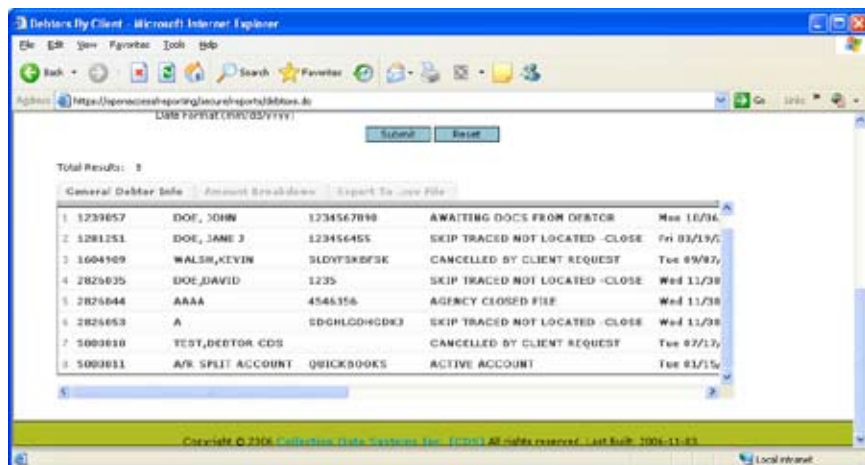 Debtors By Client - Microsoft Internet Explorer
File Edit View Favorites Tools Help
Back Search Favorites
Address https://openaccessreporting/secure/reports/debtors.do Go Links
Date Format (mm/dd/yyyy)
Submit Reset
Total Results: 8
General Debtor Info Amount Breakdown Export To .csv File
1 1239057 DOE, JOHN 1234567890 AWAITING DOCS FROM DEBTOR Mon 10/06,
2 1281251 DOE, JANE J 123456455 SKIP TRACED NOT LOCATED -CLOSE Fri 03/19/
3 1604909 WALSH,KEVIN CANCELLED BY CLIENT REQUEST Tue 09/07,
4 2826035 DOE,DAVID 1235 SKIP TRACED NOT LOCATED -CLOSE Wed 11/30
5 2826044 AAAA 4546356 AGENCY CLOSED FILE Wed 11/30
6 2826053 A SKIP TRACED NOT LOCATED -CLOSE Wed 11/30
7 5003010 TEST,DEBTOR CDS CANCELLED BY CLIENT REQUEST Tue 07/17,
8 5003011 A/R SPLIT ACCOUNT QUICKBOOKS ACTIVE ACCOUNT Tue 01/15,
Copyright © 2006 Collection Data Systems Inc. (CDS) All rights reserved. Last Built: 2006-11-03
Local intranet